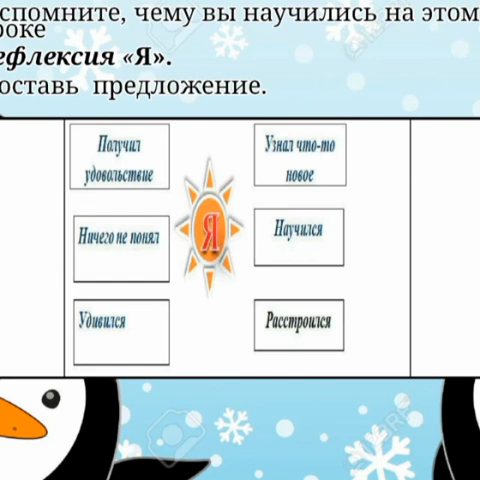 спомните, чему вы научились на этом
роке
ефлексия «Я».
оставь предложение.
Получил
удовольствие
Узнал что-то
новое
Ничего не понял
Я
Научился
Удивился
Расстроился